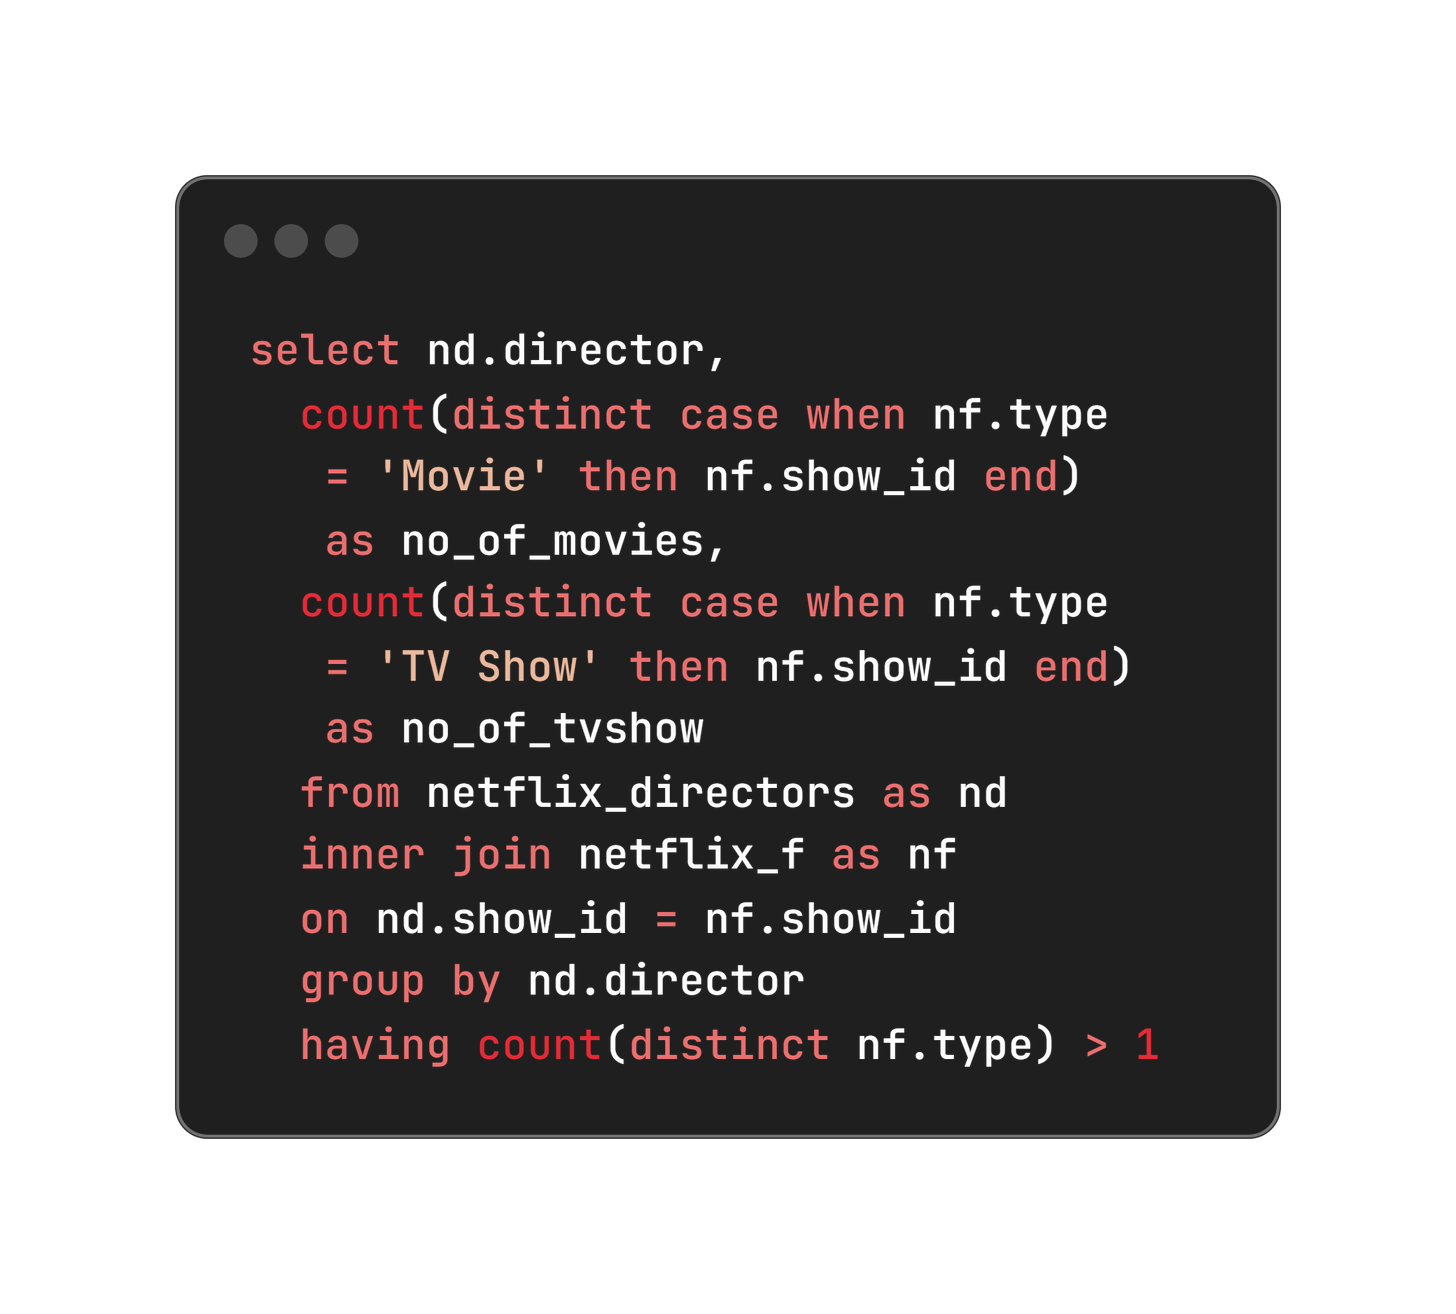 select nd.director,
count(distinct case when nf.type
= 'Movie' then nf.show_id end)
as no_of_movies,
count(distinct case when nf.type
= 'TV Show' then nf.show_id end)
as no_of_tvshow
from netflix_directors as nd
inner join netflix_f as nf
on nd.show_id = nf.show_id
group by nd.director
having count(distinct nf.type) > 1